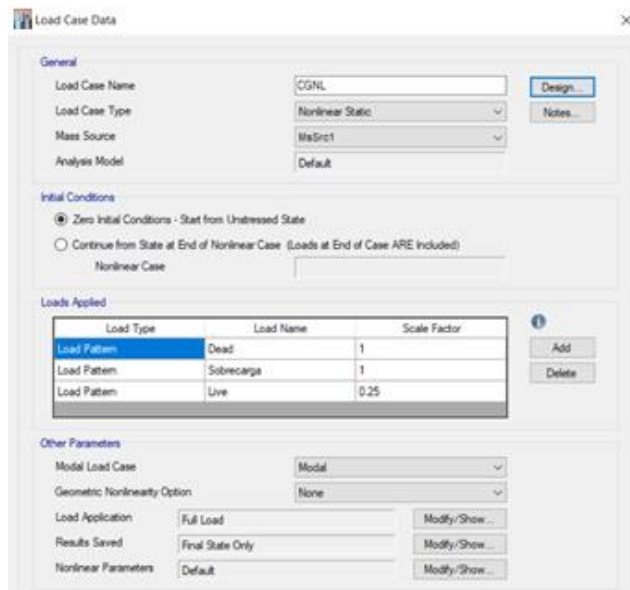 Load Case Data
General
Load Case Name CGNL Design...
Load Case Type Nonlinear Static Notes...
Mass Source MsSrc1
Analysis Model Default
Initial Conditions
Zero Initial Conditions - Start from Unstressed State
Continue from State at End of Nonlinear Case (Loads at End of Case ARE Included)
Nonlinear Case
Loads Applied
Load Type Load Name Scale Factor
Load Pattern Dead 1 Add
Load Pattern Sobrecarga 1 Delete
Load Pattern Live 0.25
Other Parameters
Modal Load Case Modal
Geometric Nonlinearity Option None
Load Application Full Load Modify/Show...
Results Saved Final State Only Modify/Show...
Nonlinear Parameters Default Modify/Show...